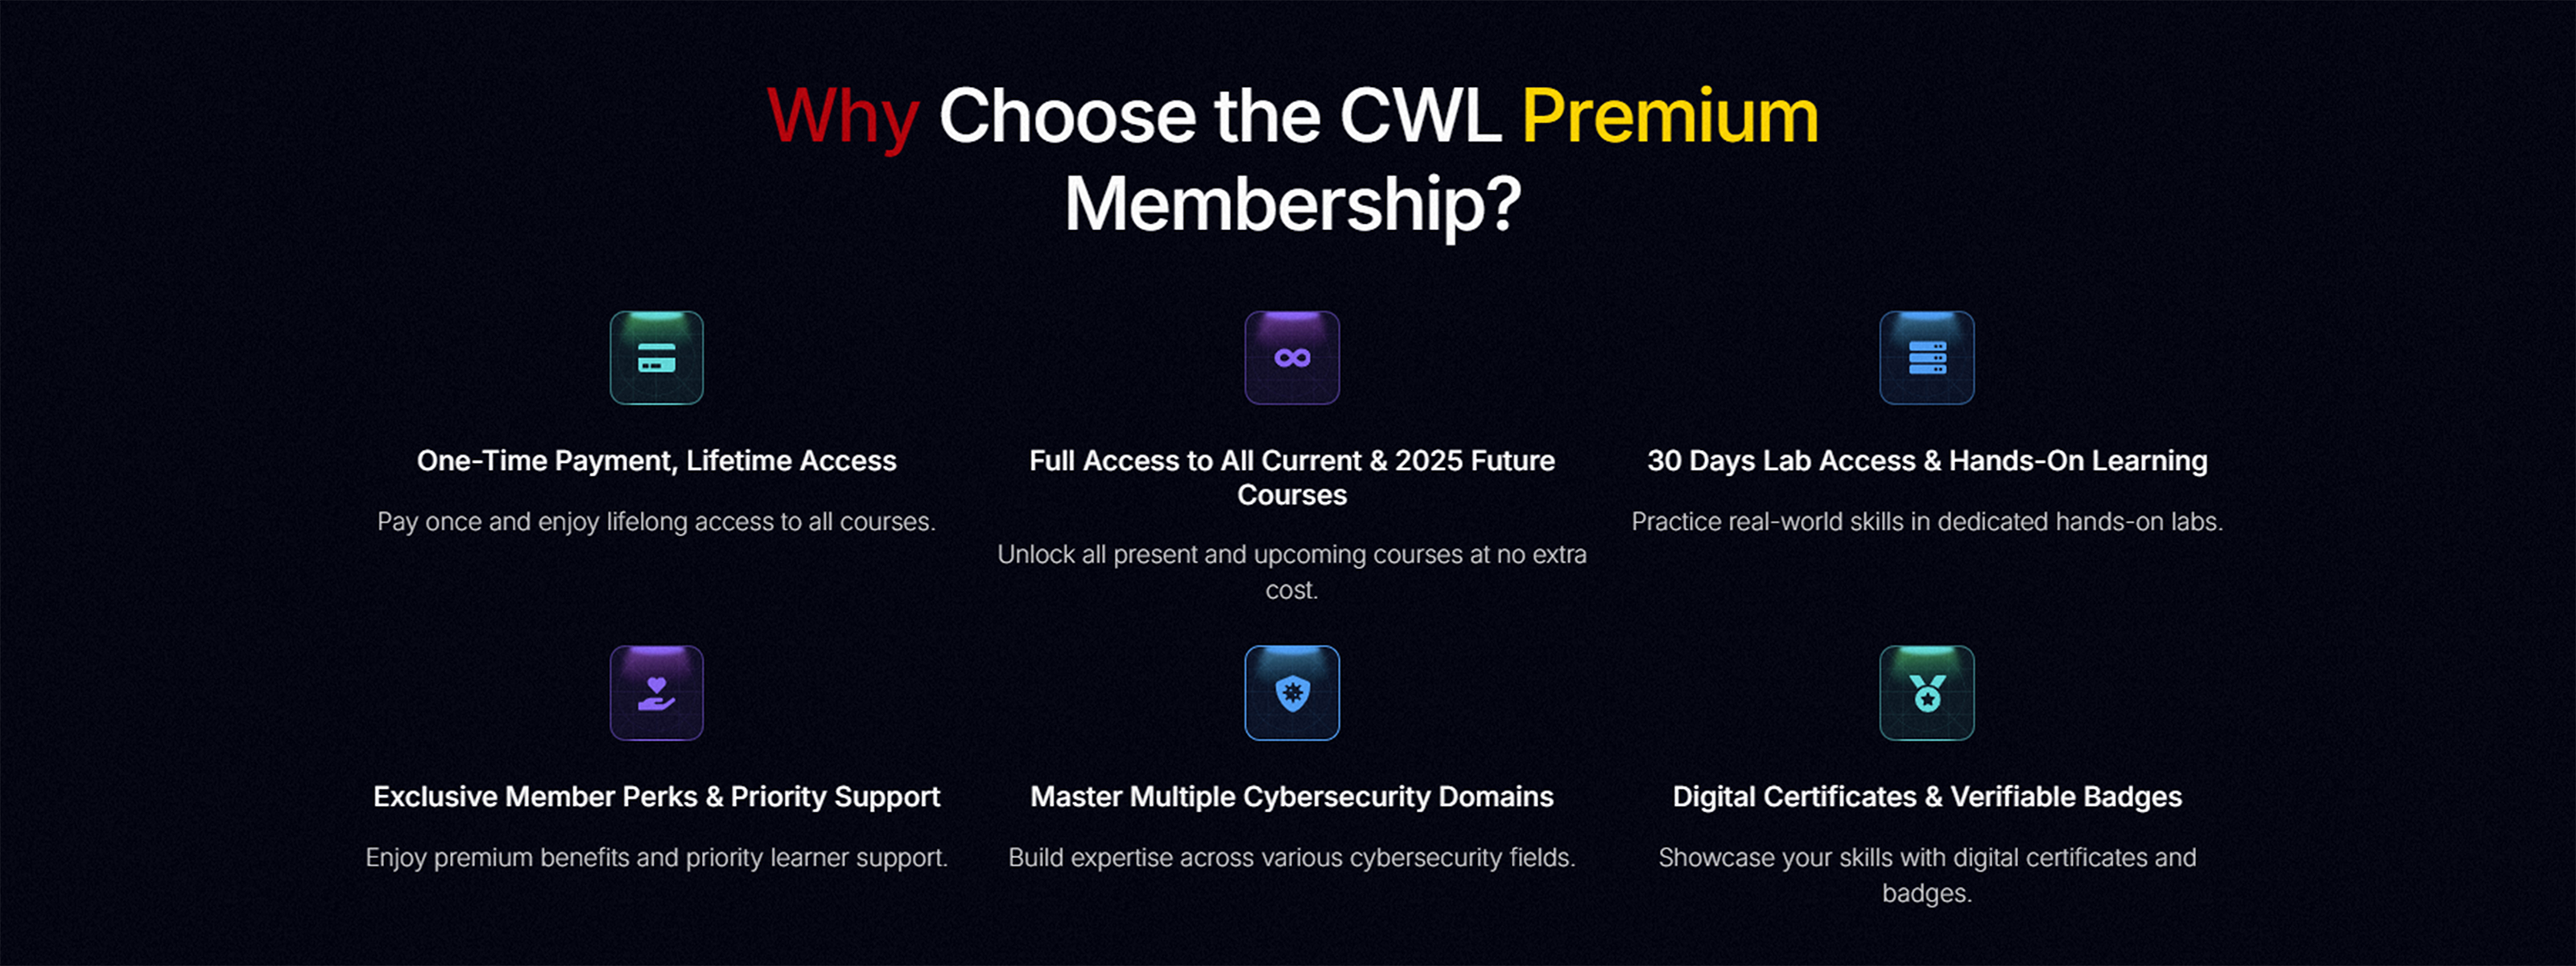 Why Choose the CWL Premium
Membership?
One-Time Payment, Lifetime Access
Pay once and enjoy lifelong access to all courses.
Full Access to All Current & 2025 Future
Courses
Unlock all present and upcoming courses at no extra
cost.
30 Days Lab Access & Hands-On Learning
Practice real-world skills in dedicated hands-on labs.
Exclusive Member Perks & Priority Support
Enjoy premium benefits and priority learner support.
Master Multiple Cybersecurity Domains
Build expertise across various cybersecurity fields.
Digital Certificates & Verifiable Badges
Showcase your skills with digital certificates and
badges.